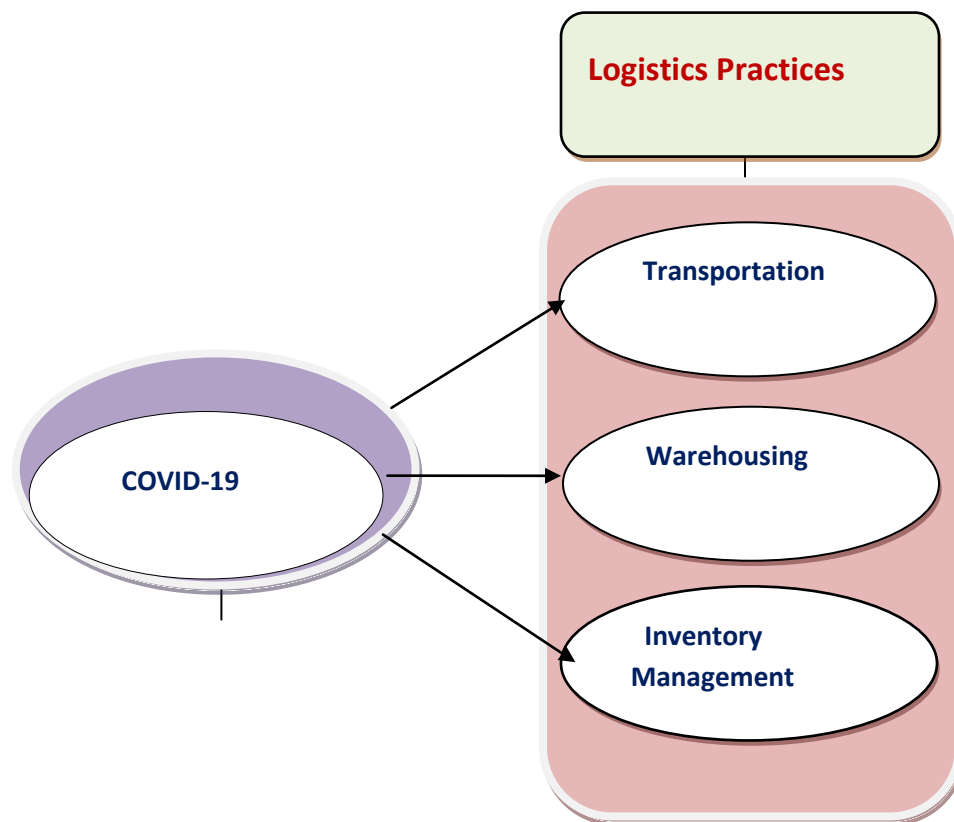 Logistics Practices
Transportation
Warehousing
COVID-19
Inventory
Management